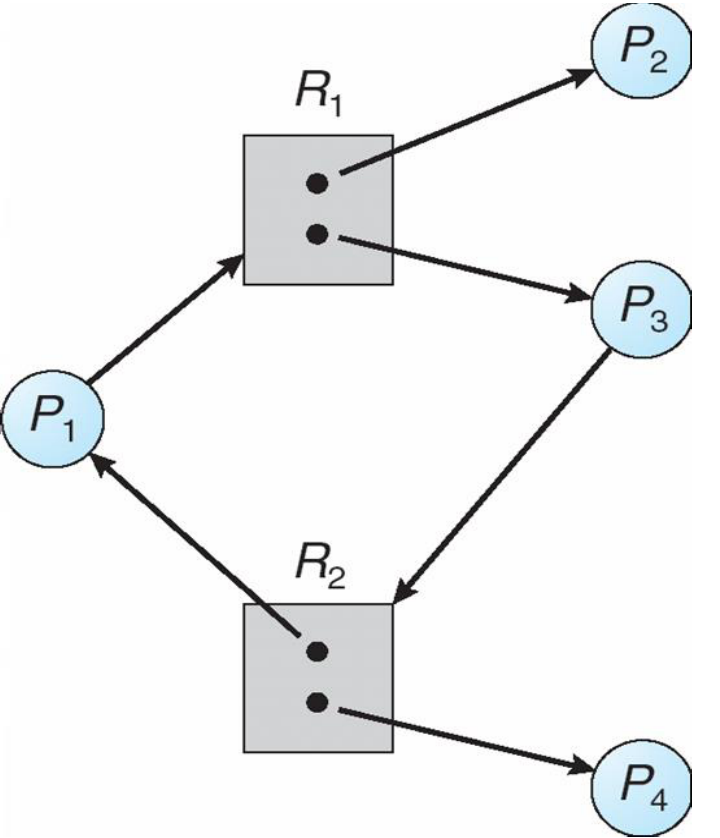 P₂
R₁
P₃
P₁
R₂
P₄